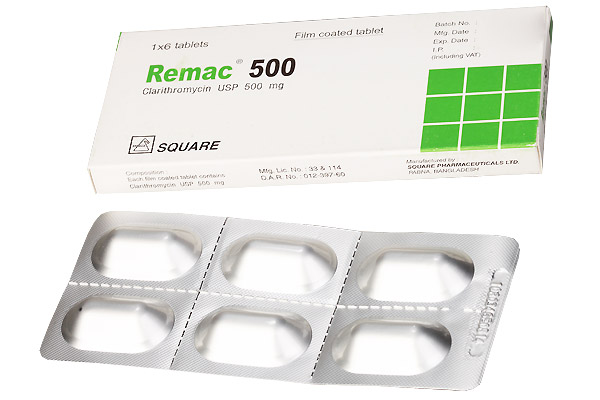 1x6 tablets
Film coated tablet
Remac® 500
Clarithromycin USP 500 mg
SQUARE
Batch No. :
Mfg. Date :
Exp. Date :
I.P. :
(including VAT)
Composition :
Each film coated tablet contains
Clarithromycin USP 500 mg
Mfg. Lic. No. : 33 & 114
D.A.R. No. : 012-397-60
Manufactured by
SQUARE PHARMACEUTICALS LTD.
PABNA, BANGLADESH